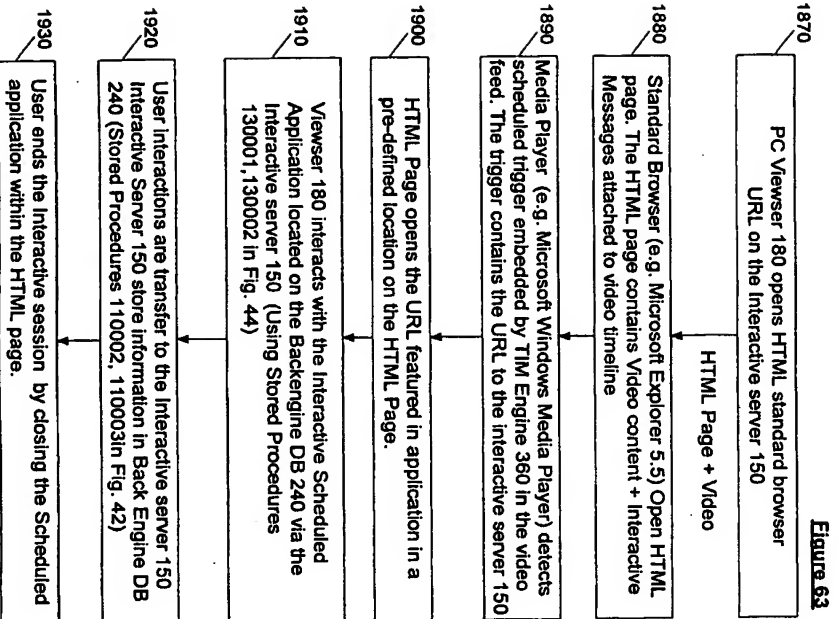 Figure 63
1870
PC Viewser 180 opens HTML standard browser
URL on the Interactive server 150
HTML Page + Video
1880
Standard Browser (e.g. Microsoft Explorer 5.5) Open HTML
page. The HTML page contains Video content + Interactive
Messages attached to video timeline
1890
Media Player (e.g. Microsoft Windows Media Player) detects
scheduled trigger embedded by TIM Engine 360 in the video
feed. The trigger contains the URL to the interactive server 150
1900
HTML Page opens the URL featured in application in a
pre-defined location on the HTML Page.
1910
Viewser 180 interacts with the Interactive Scheduled
Application located on the Backengine DB 240 via the
Interactive server 150 (Using Stored Procedures
130001,130002 in Fig. 44)
1920
User interactions are transfer to the Interactive server 150
Interactive Server 150 store information in Back Engine DB
240 (Stored Procedures 110002, 110003in Fig. 42)
1930
User ends the Interactive session by closing the Scheduled
application within the HTML page.